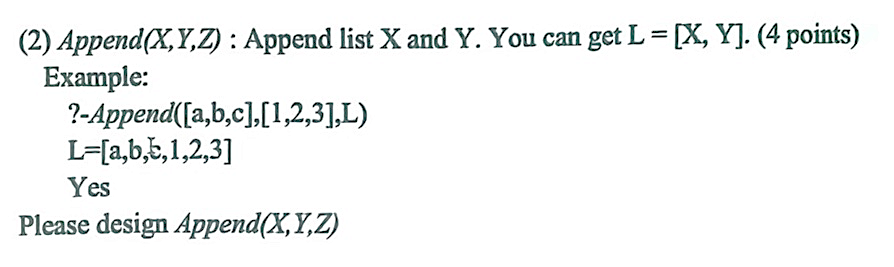 (2) Append(X,Y,Z) : Append list X and Y. You can get L = [X, Y]. (4 points)
Example:
?-Append([a,b,c],[1,2,3],L)
L=[a,b,c,1,2,3]
Yes
Please design Append(X,Y,Z)